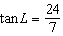 tan L = 24/7